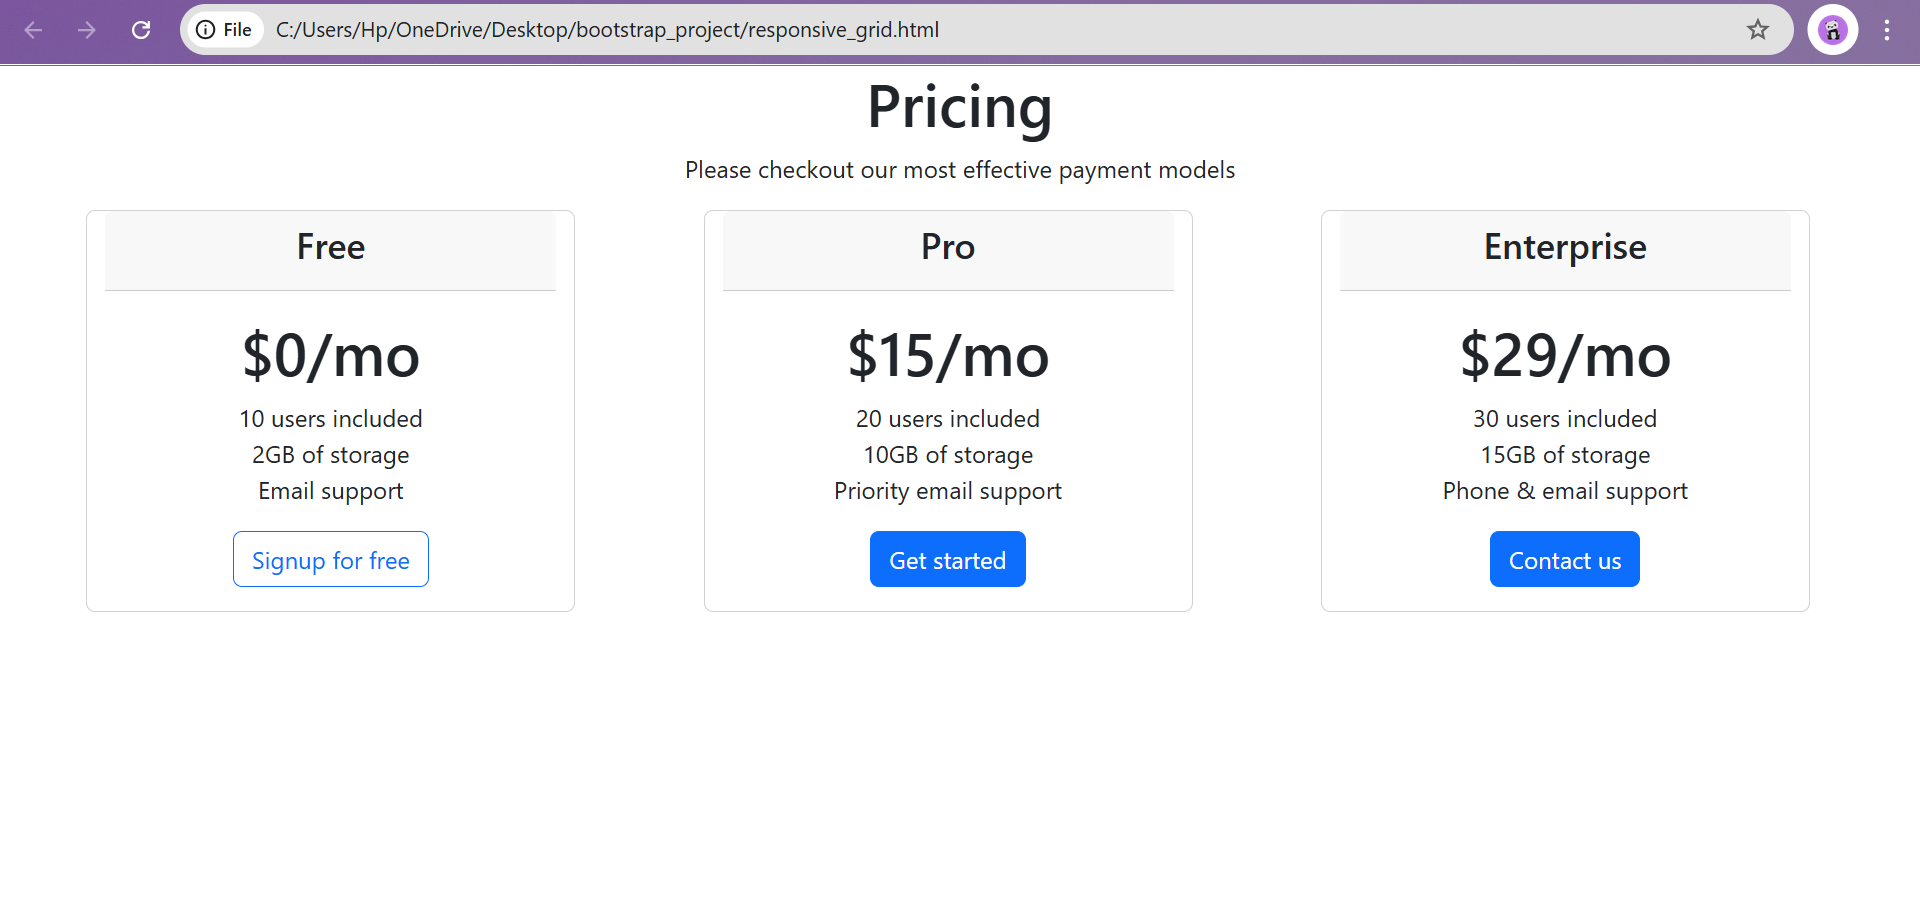 File C:/Users/Hp/OneDrive/Desktop/bootstrap_project/responsive_grid.html
Pricing
Please checkout our most effective payment models
Free
$0/mo
10 users included
2GB of storage
Email support
Signup for free
Pro
$15/mo
20 users included
10GB of storage
Priority email support
Get started
Enterprise
$29/mo
30 users included
15GB of storage
Phone & email support
Contact us